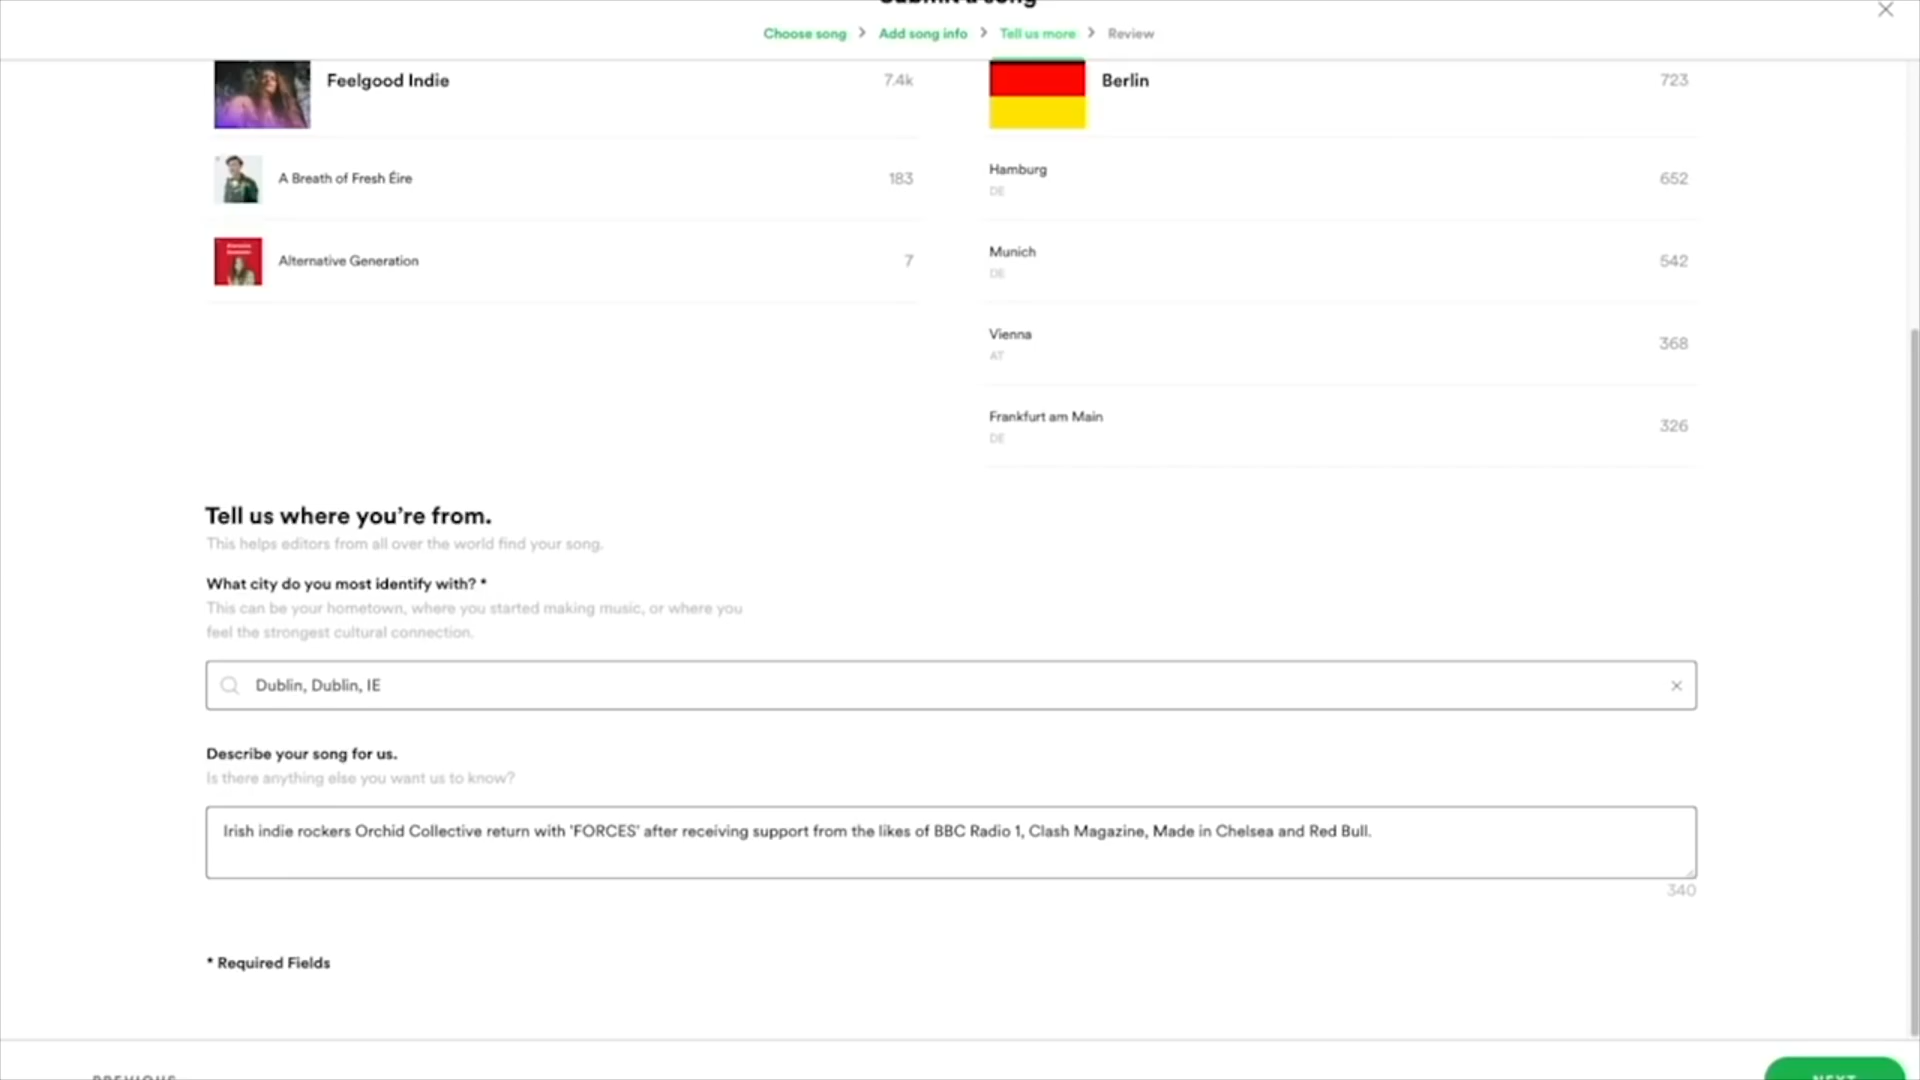 Submit a song
Choose song > Add song info > Tell us more > Review
Feelgood Indie 7.4k
A Breath of Fresh Éire 183
Alternative Generation 7
Berlin 723
Hamburg 652
DE
Munich 542
DE
Vienna 368
AT
Frankfurt am Main 326
DE
Tell us where you’re from.
This helps editors from all over the world find your song.
What city do you most identify with? *
This can be your hometown, where you started making music, or where you
feel the strongest cultural connection.
Dublin, Dublin, IE
Describe your song for us.
Is there anything else you want us to know?
Irish indie rockers Orchid Collective return with 'FORCES' after receiving support from the likes of BBC Radio 1, Clash Magazine, Made in Chelsea and Red Bull.
340
* Required Fields
PREVIOUS
NEXT